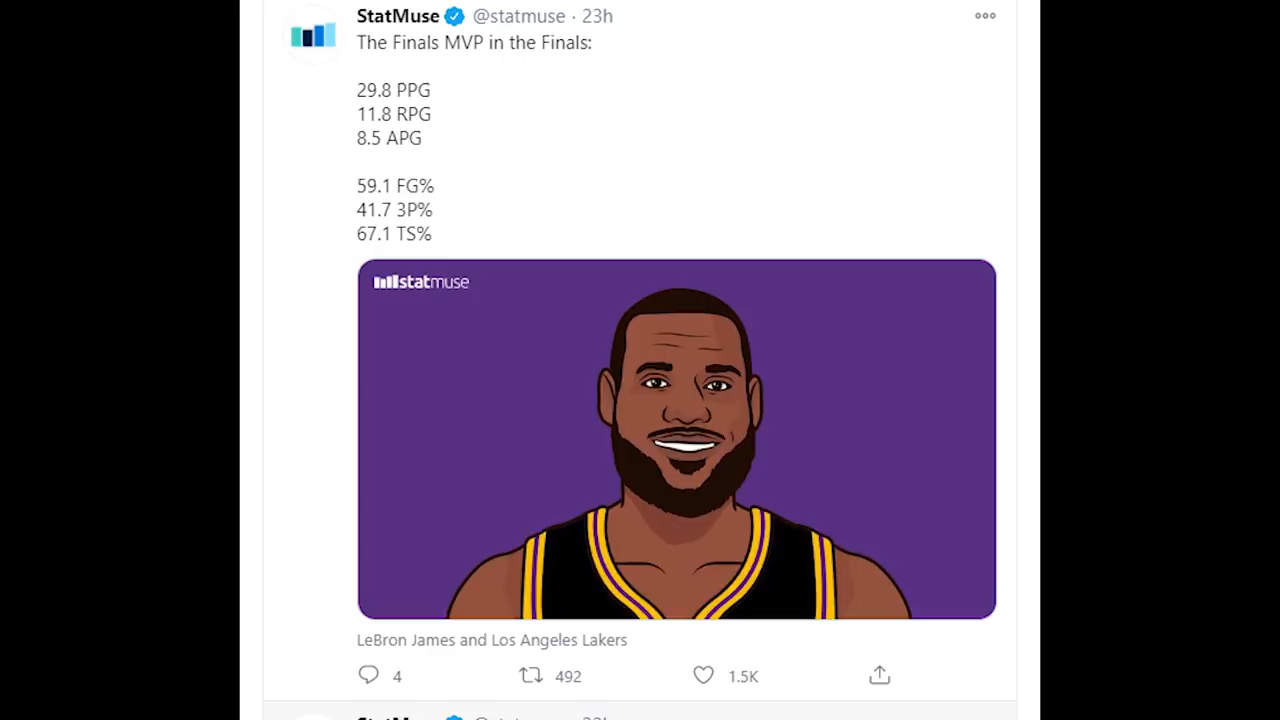 StatMuse @statmuse · 23h
The Finals MVP in the Finals:
29.8 PPG
11.8 RPG
8.5 APG
59.1 FG%
41.7 3P%
67.1 TS%
statmuse
LeBron James and Los Angeles Lakers
4 492 1.5K